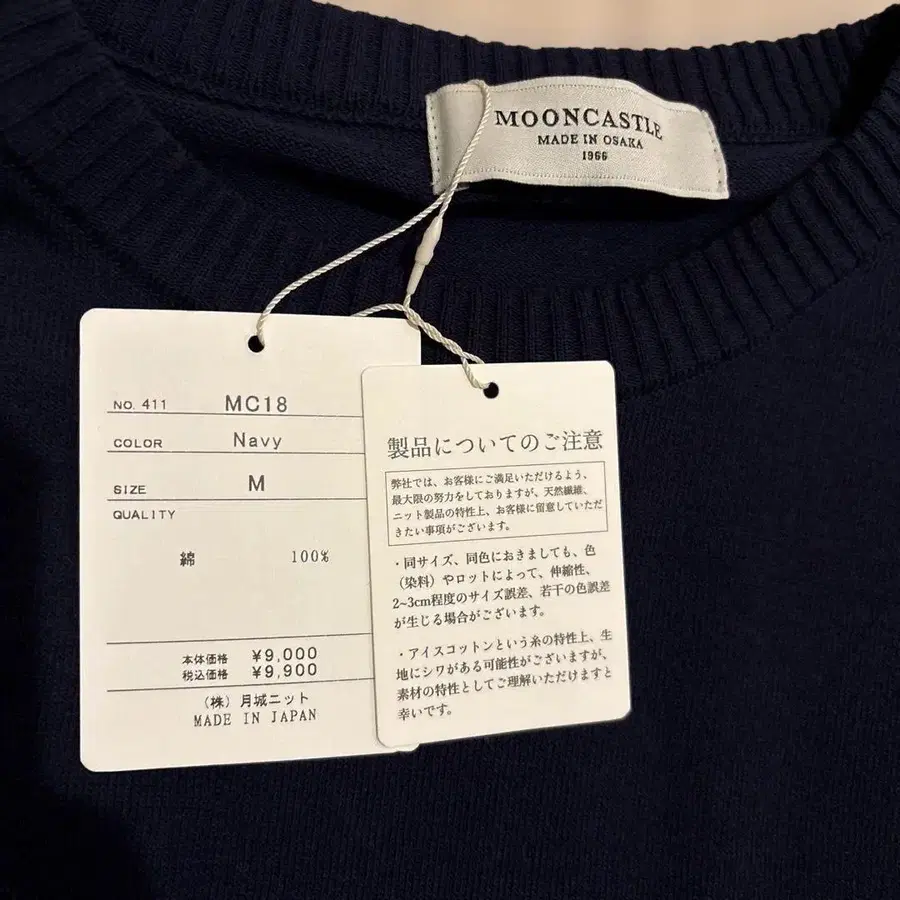 MOONCASTLE
MADE IN OSAKA
1966
NO. 411 MC18
COLOR Navy
SIZE M
QUALITY
綿 100%
本体価格 ¥9,000
税込価格 ¥9,900
(株)月城ニット
MADE IN JAPAN
製品についてのご注意
弊社では、お客様にご満足いただけるよう、
最大限の努力をしておりますが、天然繊維、
ニット製品の特性上、お客様に留意していただ
きたい事項がございます。
・同サイズ、同色におきましても、色
(染料)やロットによって、伸縮性、
2~3cm程度のサイズ誤差、若干の色誤差
が生じる場合がございます。
・アイスコットンという糸の特性上、生
地にシワがある可能性がございますが、
素材の特性としてご理解いただけますと
幸いです。